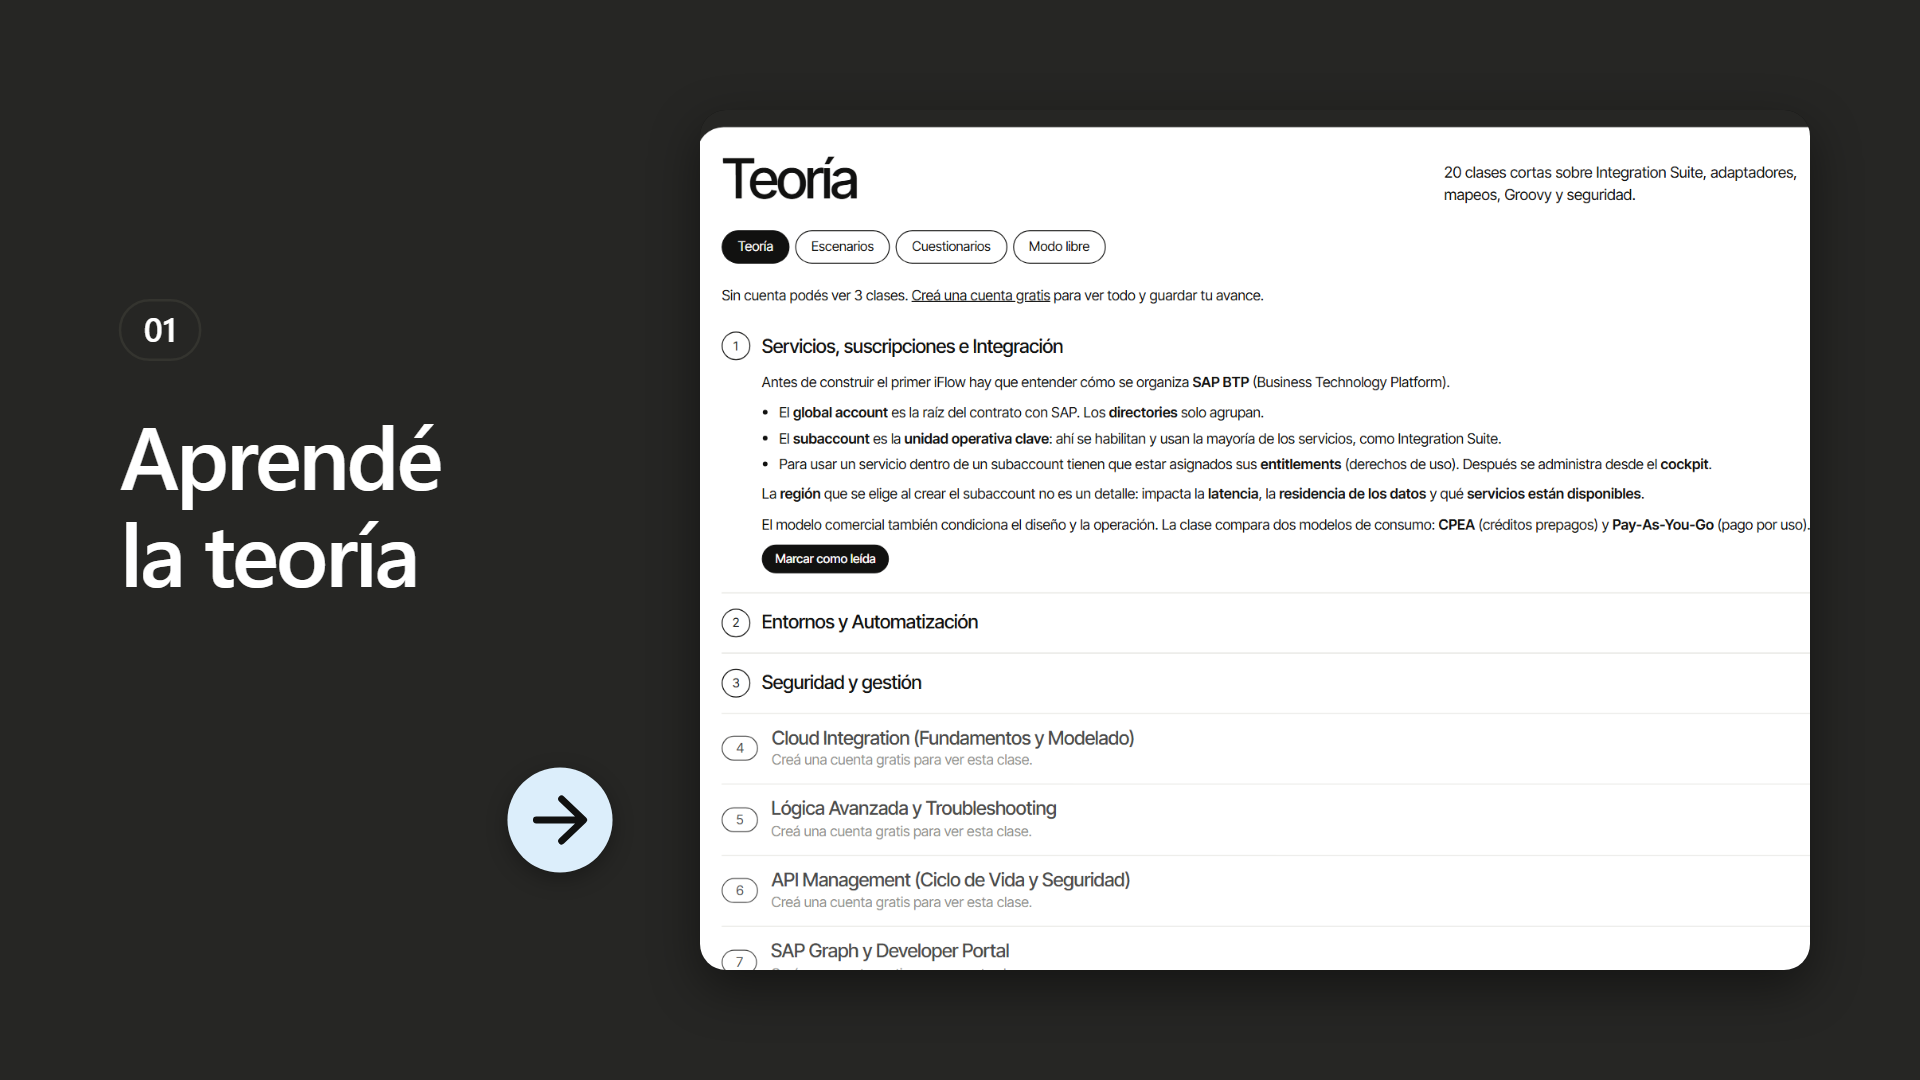 01
Aprendé
la teoría
Teoría
20 clases cortas sobre Integration Suite, adaptadores,
mapeos, Groovy y seguridad.
Teoría
Escenarios
Cuestionarios
Modo libre
Sin cuenta podés ver 3 clases. Creá una cuenta gratis para ver todo y guardar tu avance.
1 Servicios, suscripciones e Integración
Antes de construir el primer iFlow hay que entender cómo se organiza SAP BTP (Business Technology Platform).
• El global account es la raíz del contrato con SAP. Los directories solo agrupan.
• El subaccount es la unidad operativa clave: ahí se habilitan y usan la mayoría de los servicios, como Integration Suite.
• Para usar un servicio dentro de un subaccount tienen que estar asignados sus entitlements (derechos de uso). Después se administra desde el cockpit.
La región que se elige al crear el subaccount no es un detalle: impacta la latencia, la residencia de los datos y qué servicios están disponibles.
El modelo comercial también condiciona el diseño y la operación. La clase compara dos modelos de consumo: CPEA (créditos prepagos) y Pay-As-You-Go (pago por uso).
Marcar como leída
2 Entornos y Automatización
3 Seguridad y gestión
4 Cloud Integration (Fundamentos y Modelado)
Creá una cuenta gratis para ver esta clase.
5 Lógica Avanzada y Troubleshooting
Creá una cuenta gratis para ver esta clase.
6 API Management (Ciclo de Vida y Seguridad)
Creá una cuenta gratis para ver esta clase.
7 SAP Graph y Developer Portal